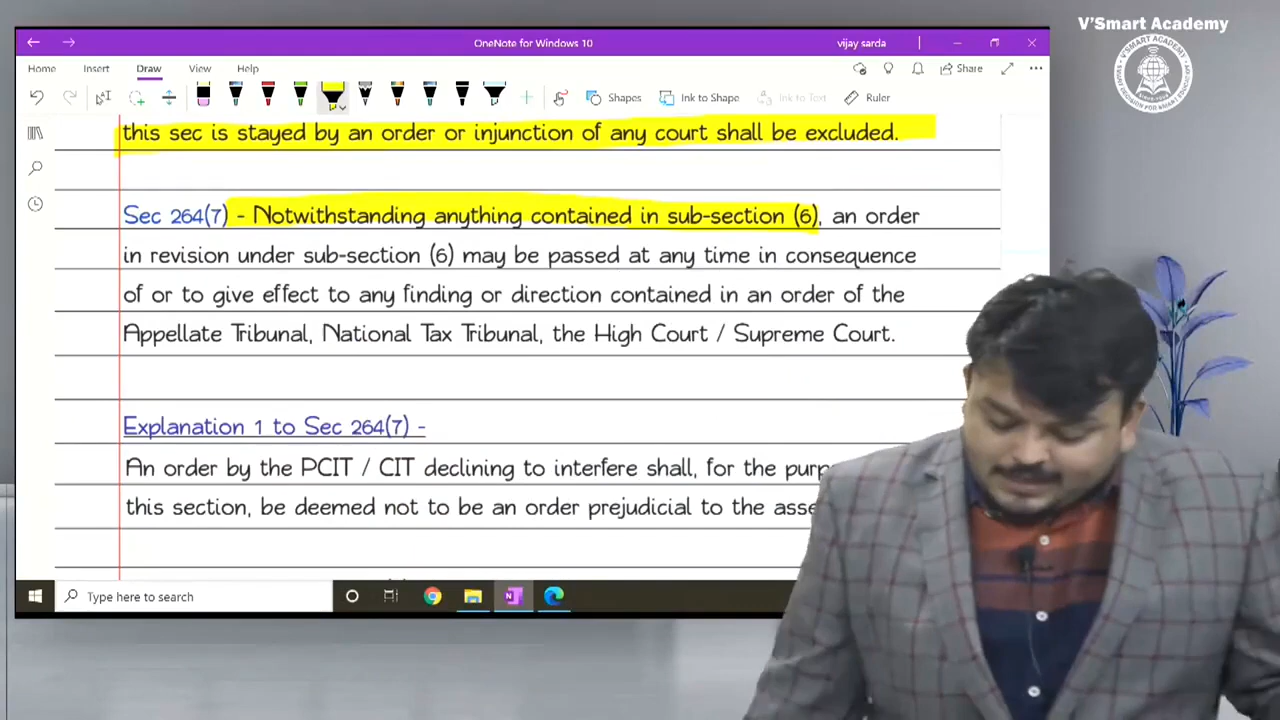 V'Smart Academy
OneNote for Windows 10
vijay sarda
Home Insert Draw View Help
Share
Shapes Ink to Shape Ink to Text Ruler
this sec is stayed by an order or injunction of any court shall be excluded.
Sec 264(7) - Notwithstanding anything contained in sub-section (6), an order
in revision under sub-section (6) may be passed at any time in consequence
of or to give effect to any finding or direction contained in an order of the
Appellate Tribunal, National Tax Tribunal, the High Court / Supreme Court.
Explanation 1 to Sec 264(7) -
An order by the PCIT / CIT declining to interfere shall, for the
this section, be deemed not to be an order prejudicial to the
Type here to search